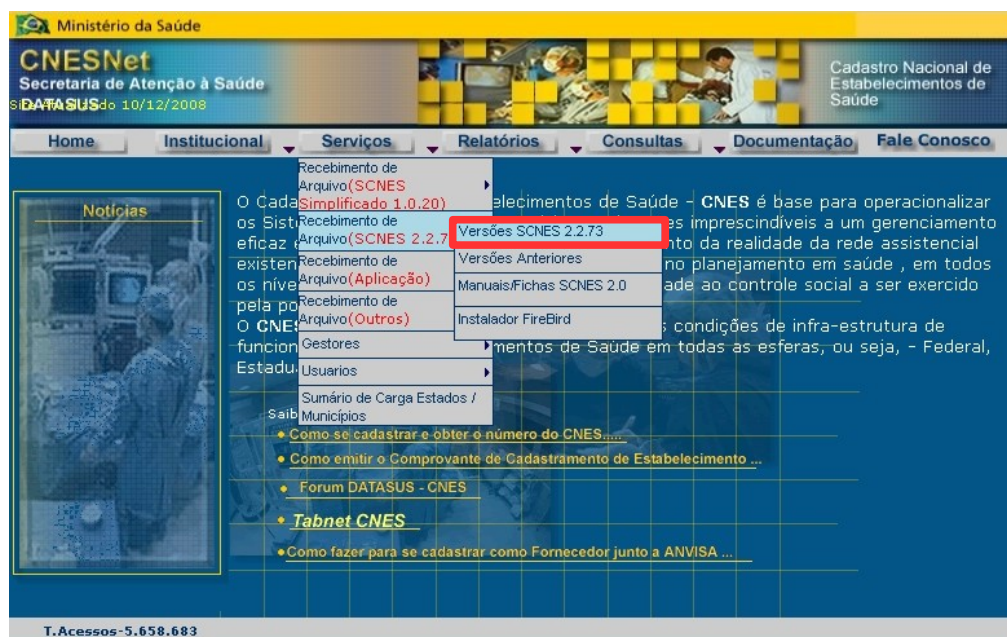 Ministério da Saúde
CNESNet
Secretaria de Atenção à Saúde
DATASUS
10/12/2008
Cadastro Nacional de
Estabelecimentos de
Saúde
Home Institucional Serviços Relatórios Consultas Documentação Fale Conosco
Notícias
Recebimento de
Arquivo(SCNES
Simplificado 1.0.20)
Recebimento de
Arquivo(SCNES 2.2.7
Recebimento de
Arquivo(Aplicação)
Recebimento de
Arquivo(Outros)
Gestores
Usuarios
Sumário de Carga Estados /
Municípios
Versões SCNES 2.2.73
Versões Anteriores
Manuais/Fichas SCNES 2.0
Instalador FireBird
O Cada elecimentos de Saúde - CNES é base para operacionalizar
os Sist es imprescindíveis a um gerenciamento
eficaz nto da realidade da rede assistencial
existen no planejamento em saúde , em todos
os níve ade ao controle social a ser exercido
pela po
O CNES s condições de infra-estrutura de
funcion mentos de Saúde em todas as esferas, ou seja, - Federal,
Estadu
Saib
Como se cadastrar e obter o número do CNES.....
Como emitir o Comprovante de Cadastramento de Estabelecimento ...
Forum DATASUS - CNES
Tabnet CNES
Como fazer para se cadastrar como Fornecedor junto a ANVISA ...
T.Acessos-5.658.683